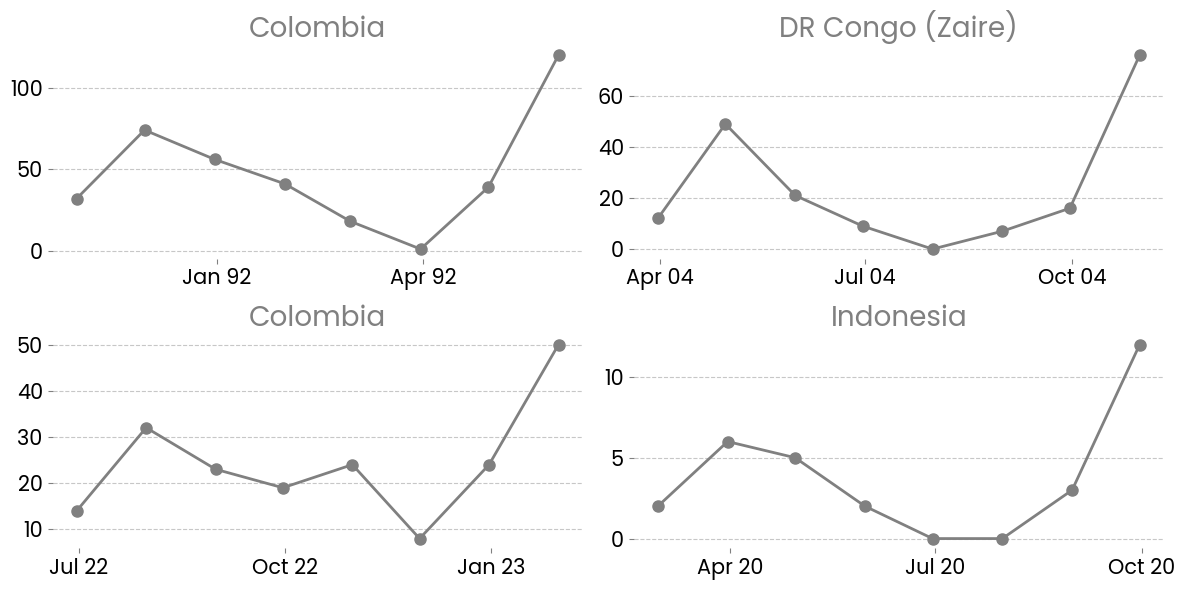 Colombia
100
50
0
Jan 92
Apr 92
DR Congo (Zaire)
60
40
20
0
Apr 04
Jul 04
Oct 04
Colombia
50
40
30
20
10
Jul 22
Oct 22
Jan 23
Indonesia
10
5
0
Apr 20
Jul 20
Oct 20